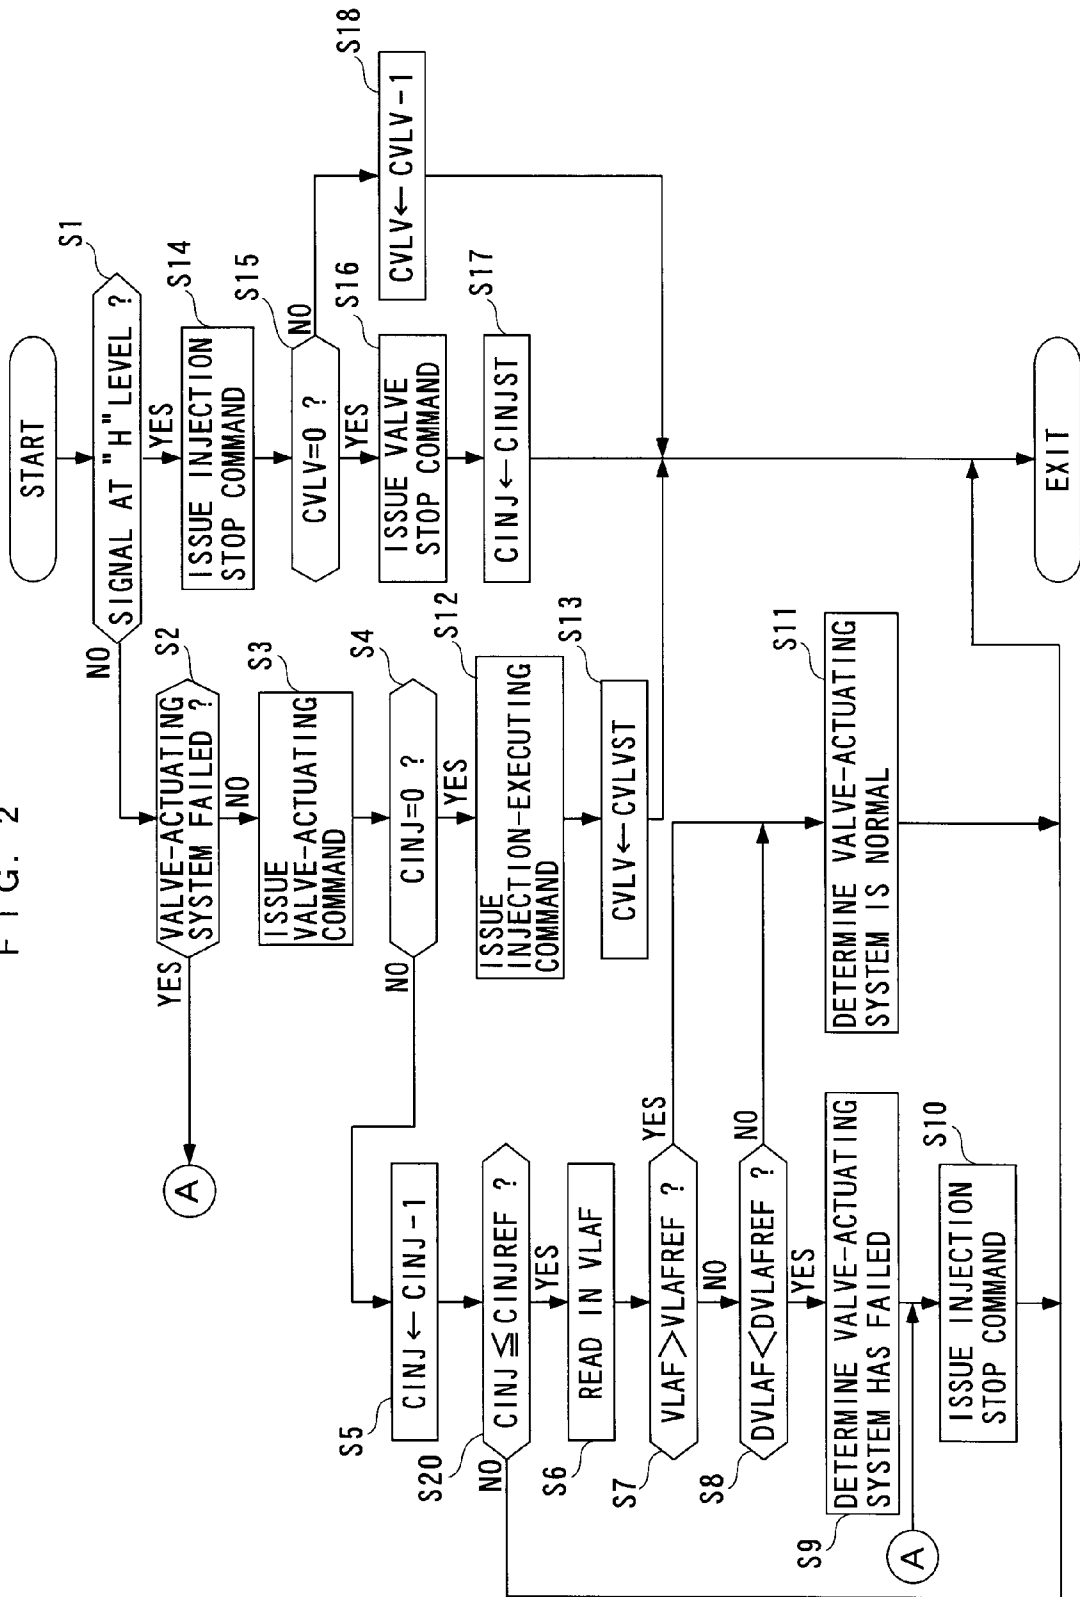 FIG. 2
START
S1
SIGNAL AT "H" LEVEL ?
NO
YES
S2
VALVE-ACTUATING
SYSTEM FAILED ?
YES
NO
A
S3
ISSUE
VALVE-ACTUATING
COMMAND
S4
CINJ=0 ?
NO
YES
S12
ISSUE
INJECTION-EXECUTING
COMMAND
S13
CVLV←CVLVST
S14
ISSUE INJECTION
STOP COMMAND
S15
CVLV=0 ?
NO
YES
S16
ISSUE VALVE
STOP COMMAND
S17
CINJ←CINJST
S18
CVLV←CVLV-1
S5
CINJ←CINJ-1
S20
CINJ≦CINJREF ?
NO
YES
S6
READ IN VLAF
S7
VLAF>VLAFREF ?
YES
NO
S8
DVLAF<DVLAFREF ?
NO
YES
S9
DETERMINE VALVE-ACTUATING
SYSTEM HAS FAILED
A
S10
ISSUE INJECTION
STOP COMMAND
S11
DETERMINE VALVE-ACTUATING
SYSTEM IS NORMAL
EXIT